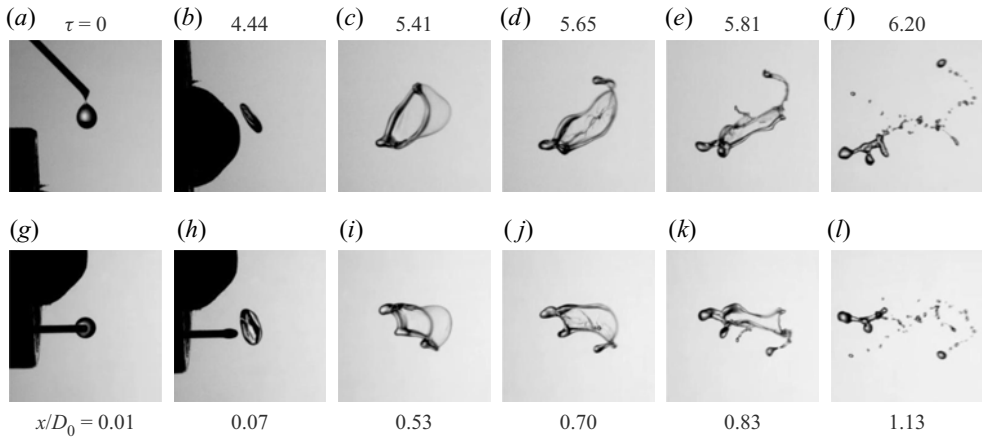 (a) τ = 0 (b) 4.44 (c) 5.41 (d) 5.65 (e) 5.81 (f) 6.20
(g) (h) (i) (j) (k) (l)
x/D₀ = 0.01 0.07 0.53 0.70 0.83 1.13